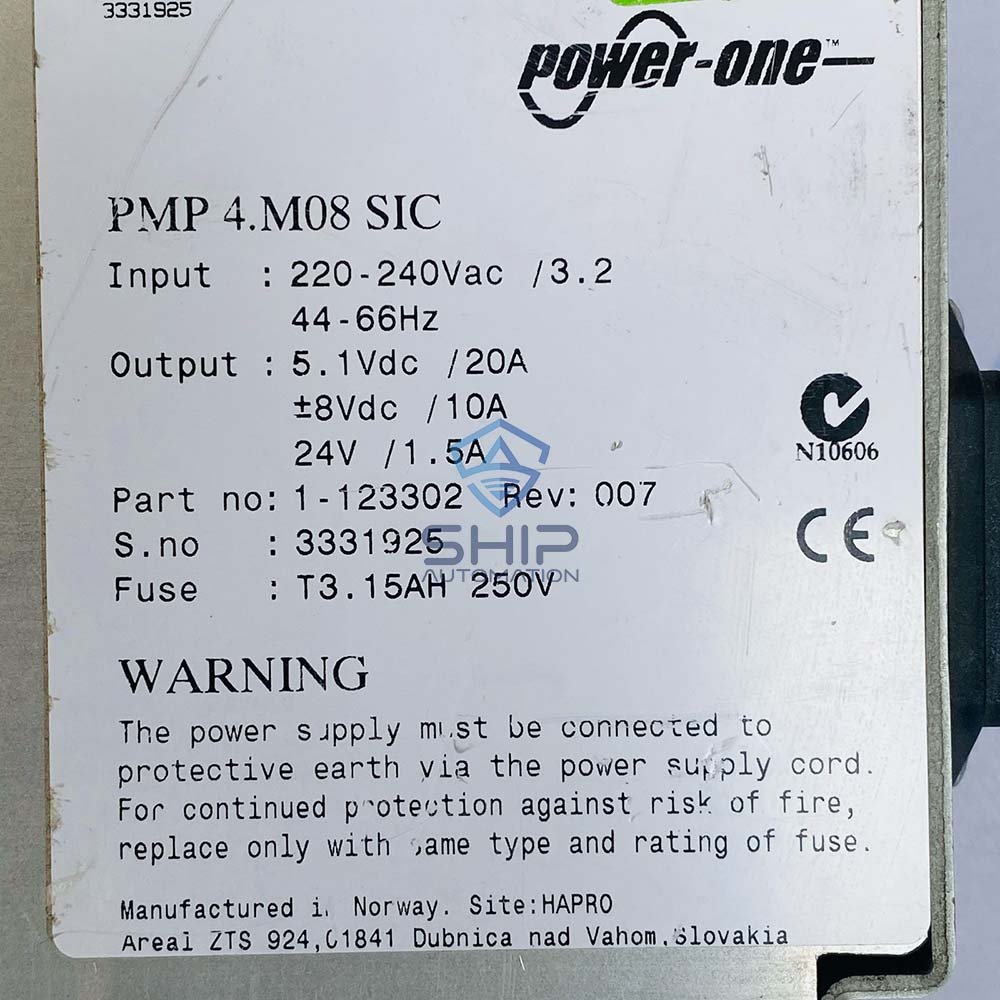 3331925
power-one™
PMP 4.M08 SIC
Input : 220-240Vac /3.2
44-66Hz
Output : 5.1Vdc /20A
±8Vdc /10A
24V /1.5A
N10606
Part no: 1-123302 Rev: 007
S.no : 3331925
CE
SHIP
AUTOMATION
Fuse : T3.15AH 250V
WARNING
The power supply must be connected to
protective earth via the power supply cord.
For continued protection against risk of fire,
replace only with same type and rating of fuse.
Manufactured in Norway. Site:HAPRO
Areal ZTS 924,01841 Dubnica nad Vahom,Slovakia